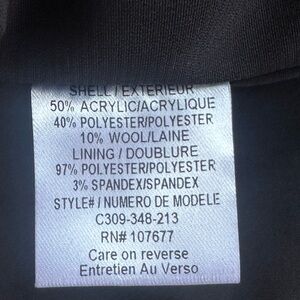 SHELL / EXTERIEUR
50% ACRYLIC/ACRYLIQUE
40% POLYESTER/POLYESTER
10% WOOL/LAINE
LINING / DOUBLURE
97% POLYESTER/POLYESTER
3% SPANDEX/SPANDEX
STYLE# / NUMERO DE MODELE
C309-348-213
RN# 107677
Care on reverse
Entretien Au Verso